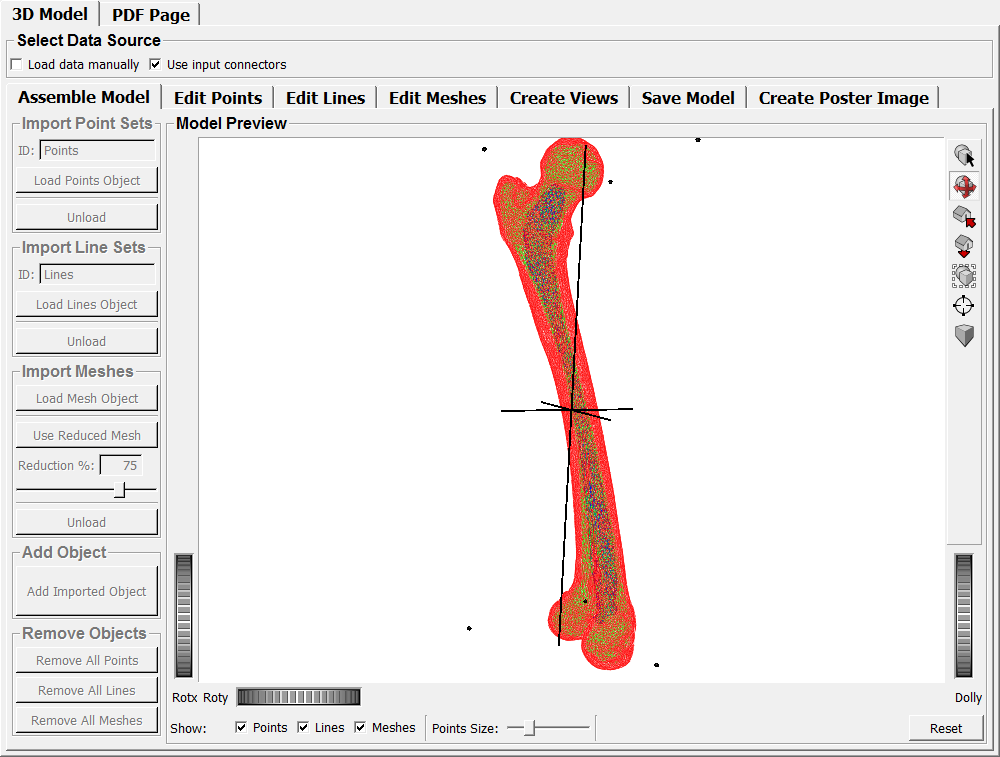 3D Model PDF Page
Select Data Source
Load data manually Use input connectors
Assemble Model Edit Points Edit Lines Edit Meshes Create Views Save Model Create Poster Image
Import Point Sets
ID: Points
Load Points Object
Unload
Import Line Sets
ID: Lines
Load Lines Object
Unload
Import Meshes
Load Mesh Object
Use Reduced Mesh
Reduction %: 75
Unload
Add Object
Add Imported Object
Remove Objects
Remove All Points
Remove All Lines
Remove All Meshes
Model Preview
Rotx Roty
Dolly
Show: Points Lines Meshes Points Size:
Reset